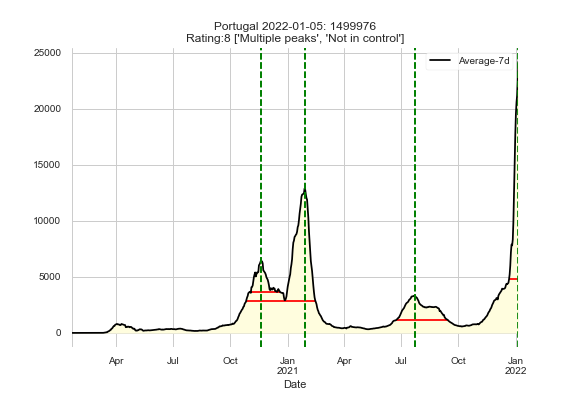 Portugal 2022-01-05: 1499976
Rating:8 ['Multiple peaks', 'Not in control']
Average-7d
25000
20000
15000
10000
5000
0
Apr Jul Oct Jan Apr Jul Oct Jan
2021 2022
Date